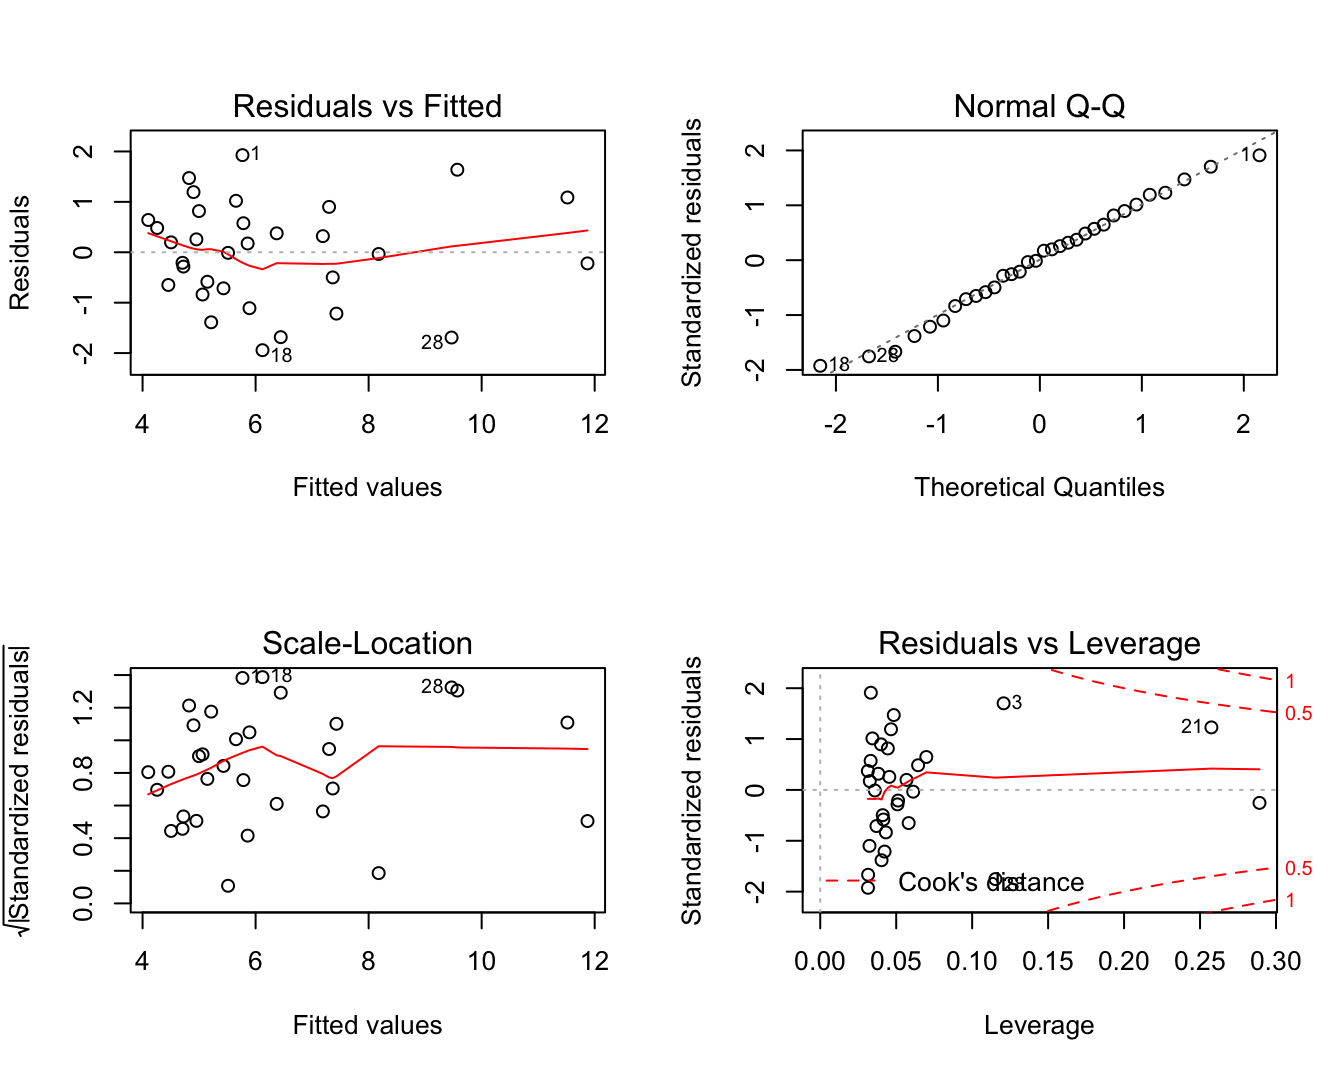 Residuals vs Fitted
Residuals
2
1
0
-1
-2
1
28
18
4 6 8 10 12
Fitted values
Normal Q-Q
Standardized residuals
2
1
0
-1
-2
1
18
28
-2 -1 0 1 2
Theoretical Quantiles
Scale-Location
√|Standardized residuals|
1.2
0.8
0.4
0.0
1
18
28
4 6 8 10 12
Fitted values
Residuals vs Leverage
Standardized residuals
2
1
0
-1
-2
3
21
28
1
0.5
0.5
1
Cook's distance
0.00 0.05 0.10 0.15 0.20 0.25 0.30
Leverage